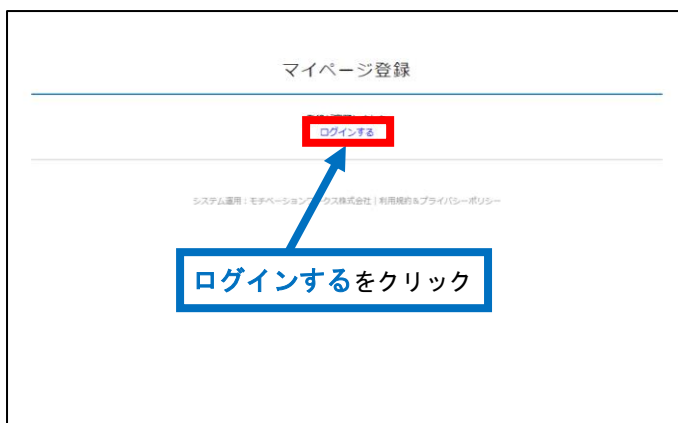 マイページ登録
ログインする
システム運用：モチベーションワークス株式会社 | 利用規約&プライバシーポリシー
ログインするをクリック